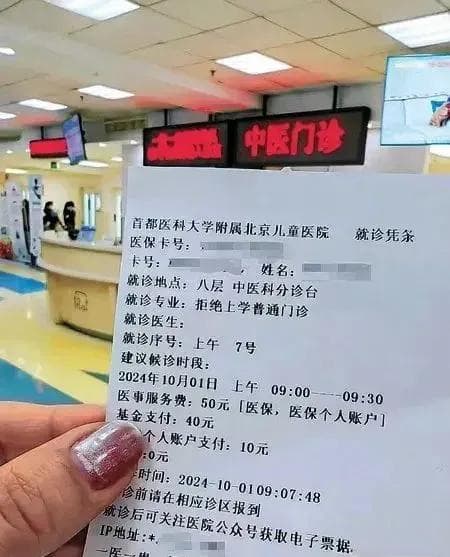 中医门诊
首都医科大学附属北京儿童医院 就诊凭条
医保卡号:
卡号: 姓名:
就诊地点: 八层 中医科分诊台
就诊专业: 拒绝上学普通门诊
就诊医生:
就诊序号: 上午 7号
建议候诊时段:
2024年10月01日 上午 09:00----09:30
医事服务费: 50元 [医保, 医保个人账户]
基金支付: 40元
个人账户支付: 10元
0元
时间: 2024-10-01 09:07:48
诊前请在相应诊区报到
就诊后可关注医院公众号获取电子票据.
IP地址:*.
一医一患